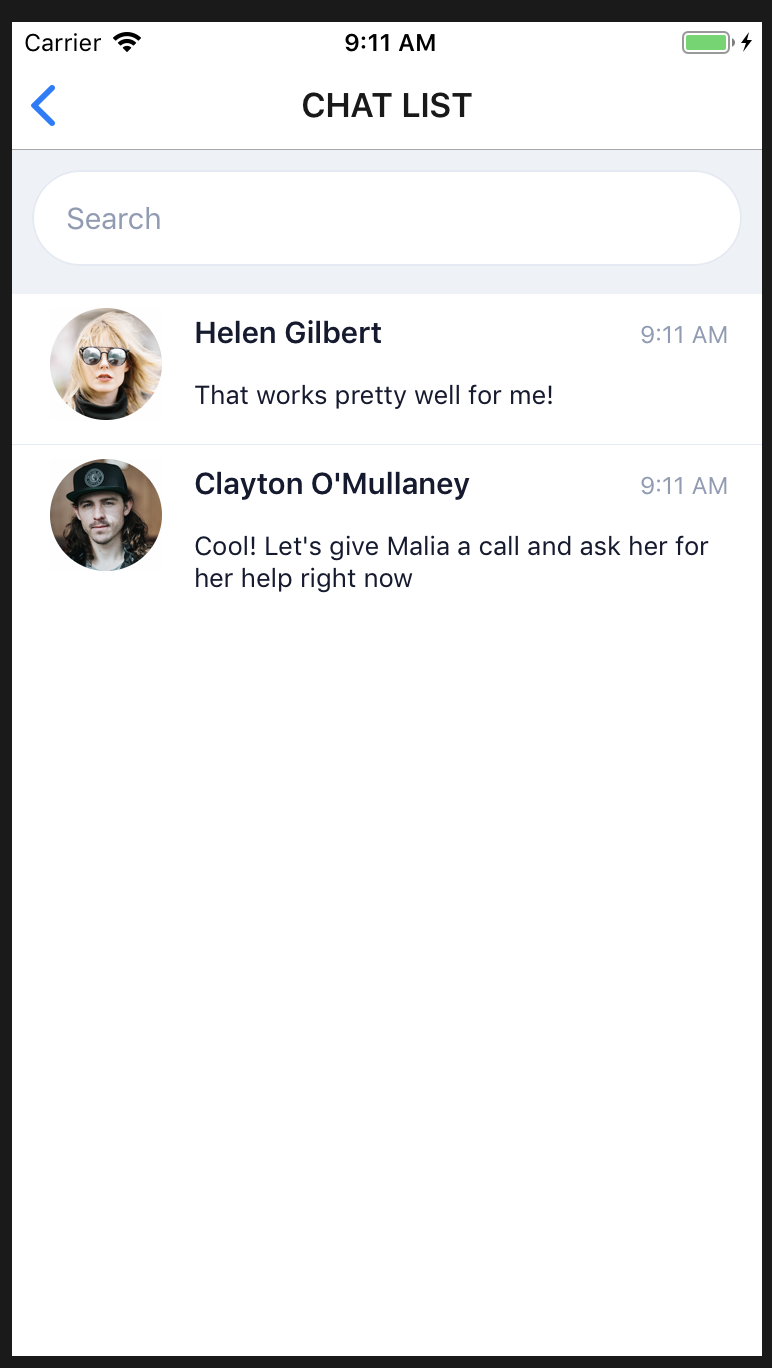 Carrier 9:11 AM
CHAT LIST
Search
Helen Gilbert 9:11 AM
That works pretty well for me!
Clayton O'Mullaney 9:11 AM
Cool! Let's give Malia a call and ask her for
her help right now